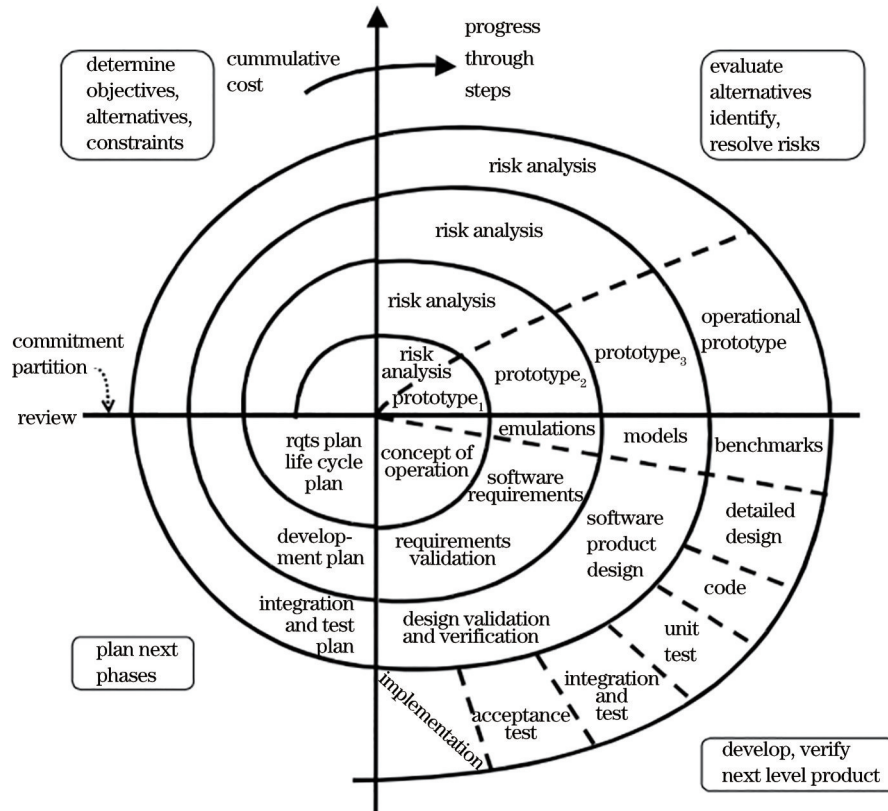 determine
objectives,
alternatives,
constraints
cummulative
cost
progress
through
steps
evaluate
alternatives
identify,
resolve risks
risk analysis
risk analysis
risk analysis
risk
analysis
operational
prototype
prototype3
prototype2
prototype1
commitment
partition
review
emulations
models
benchmarks
rqts plan
life cycle
plan
concept of
operation
software
requirements
software
product
design
detailed
design
code
unit
test
develop-
ment plan
requirements
validation
integration
and test
plan
design validation
and verification
integration
and
test
acceptance
test
implementation
plan next
phases
develop, verify
next level product